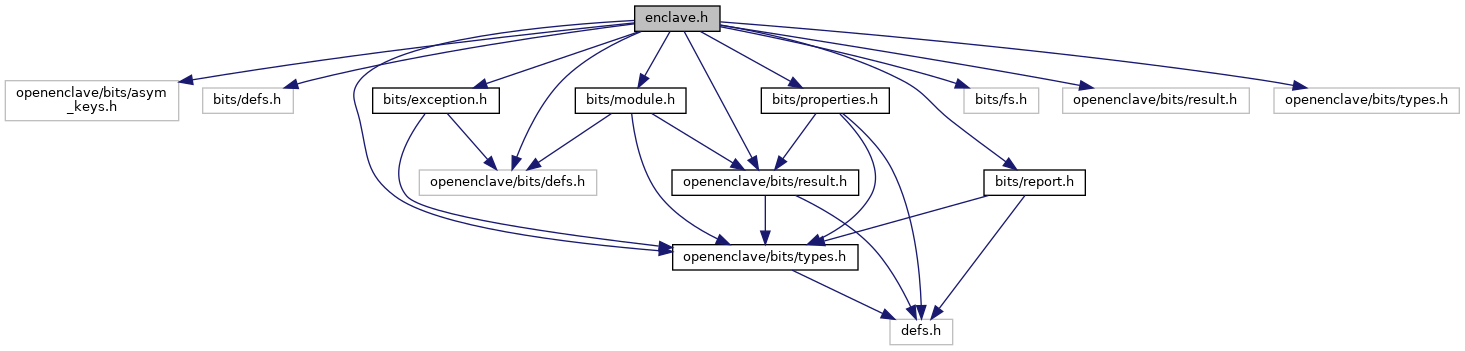 enclave.h
openenclave/bits/asym
_keys.h
bits/defs.h
bits/exception.h
bits/module.h
bits/properties.h
bits/fs.h
openenclave/bits/result.h
openenclave/bits/types.h
openenclave/bits/defs.h
openenclave/bits/result.h
bits/report.h
openenclave/bits/types.h
defs.h